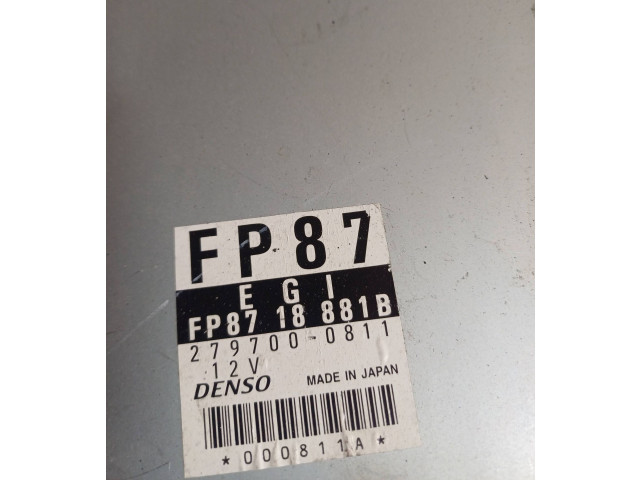 FP87
EGI
FP87 18 881B
279700-0811
12V
DENSO MADE IN JAPAN
*000811A*